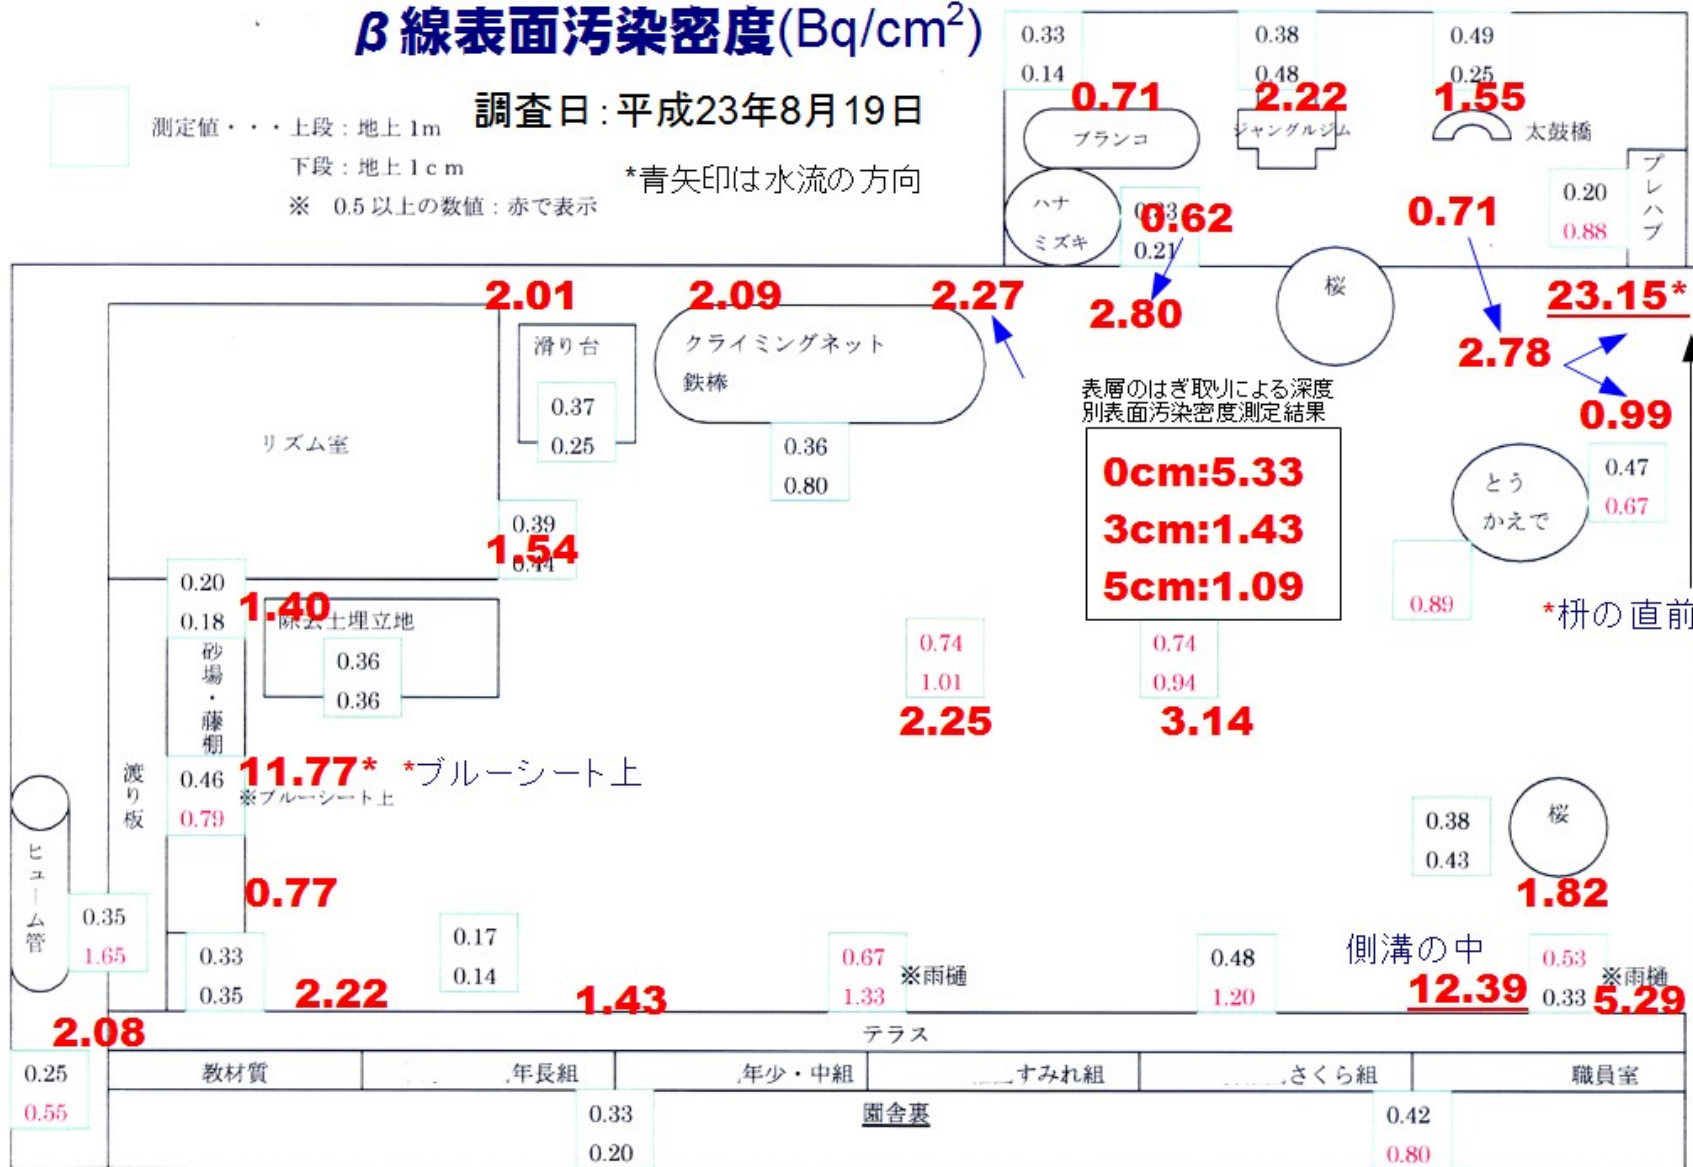 β線表面汚染密度(Bq/cm²)
調査日:平成23年8月19日
測定値・・・上段:地上1m
下段:地上1cm
※ 0.5以上の数値:赤で表示
*青矢印は水流の方向
0.33
0.14
0.38
0.48
0.49
0.25
0.71
2.22
1.55
ブランコ
ジャングルジム
太鼓橋
プレハブ
0.20
0.88
ハナ
ミズキ
0.62
0.21
0.71
桜
2.01
2.09
2.27
2.80
23.15*
2.78
0.99
滑り台
0.37
0.25
クライミングネット
鉄棒
0.36
0.80
リズム室
表層のはぎ取りによる深度
別表面汚染密度測定結果
0cm:5.33
3cm:1.43
5cm:1.09
とう
かえで
0.47
0.67
0.89
*枡の直前
0.39
1.54
0.44
0.20
0.18
1.40
除去土埋立地
0.36
0.36
砂場・藤棚
0.74
1.01
2.25
0.74
0.94
3.14
渡り板
0.46
0.79
11.77*
*ブルーシート上
※ブルーシート上
0.38
0.43
桜
1.82
ヒューム管
0.35
1.65
0.77
0.33
0.35
2.22
0.17
0.14
1.43
0.67
1.33
※雨樋
0.48
1.20
側溝の中
12.39
0.53
0.33
※雨樋
5.29
2.08
テラス
0.25
0.55
教材質
年長組
年少・中組
すみれ組
さくら組
職員室
0.33
0.20
園舎裏
0.42
0.80